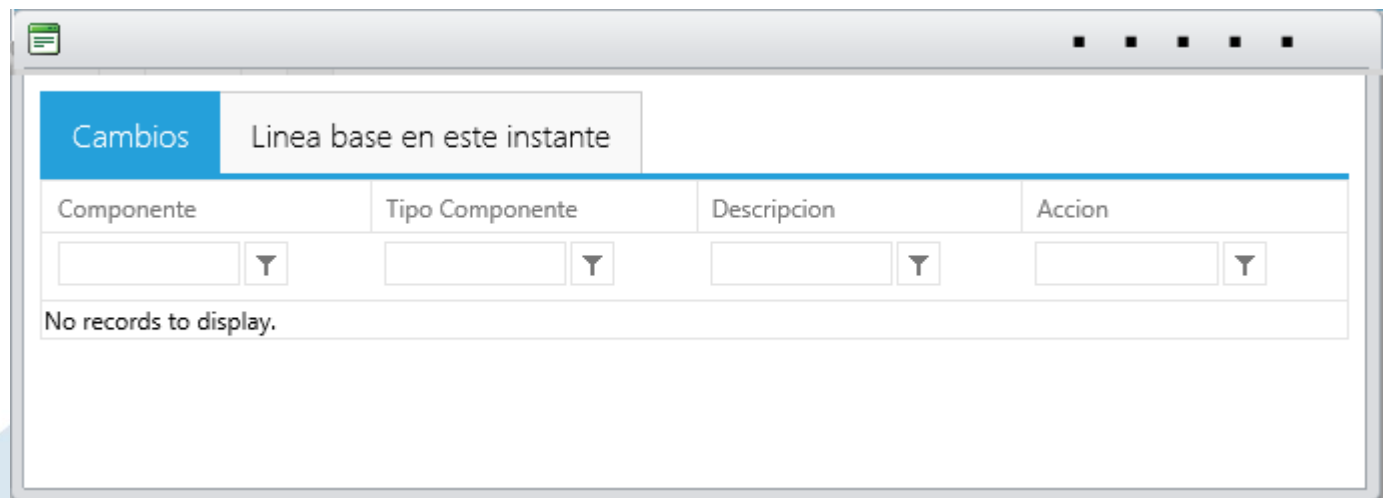 Cambios Linea base en este instante
Componente Tipo Componente Descripcion Accion
No records to display.